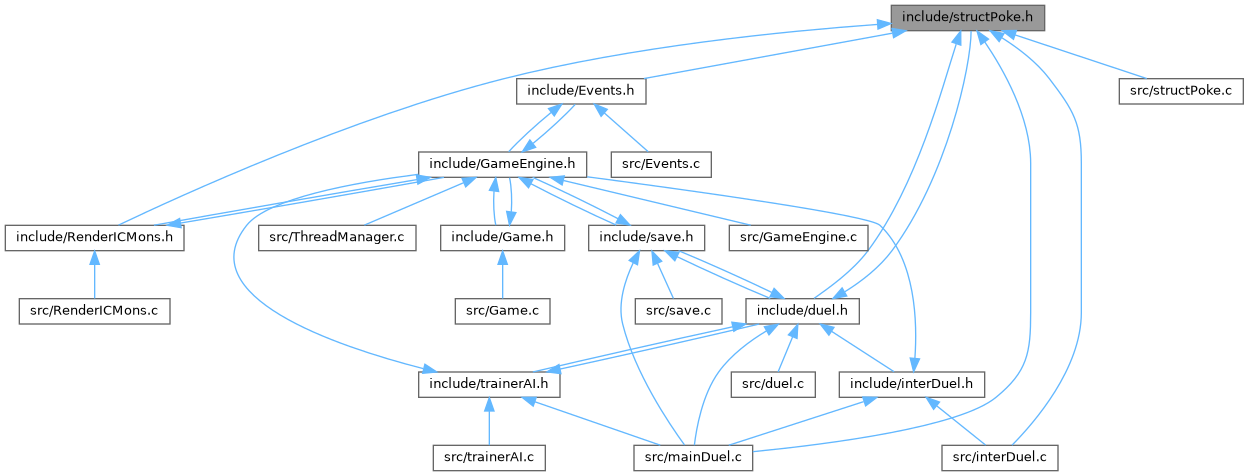 include/structPoke.h
include/Events.h
src/structPoke.c
include/GameEngine.h
src/Events.c
include/RenderICMons.h
src/ThreadManager.c
include/Game.h
include/save.h
src/GameEngine.c
src/RenderICMons.c
src/Game.c
src/save.c
include/duel.h
include/trainerAI.h
src/duel.c
include/interDuel.h
src/trainerAI.c
src/mainDuel.c
src/interDuel.c